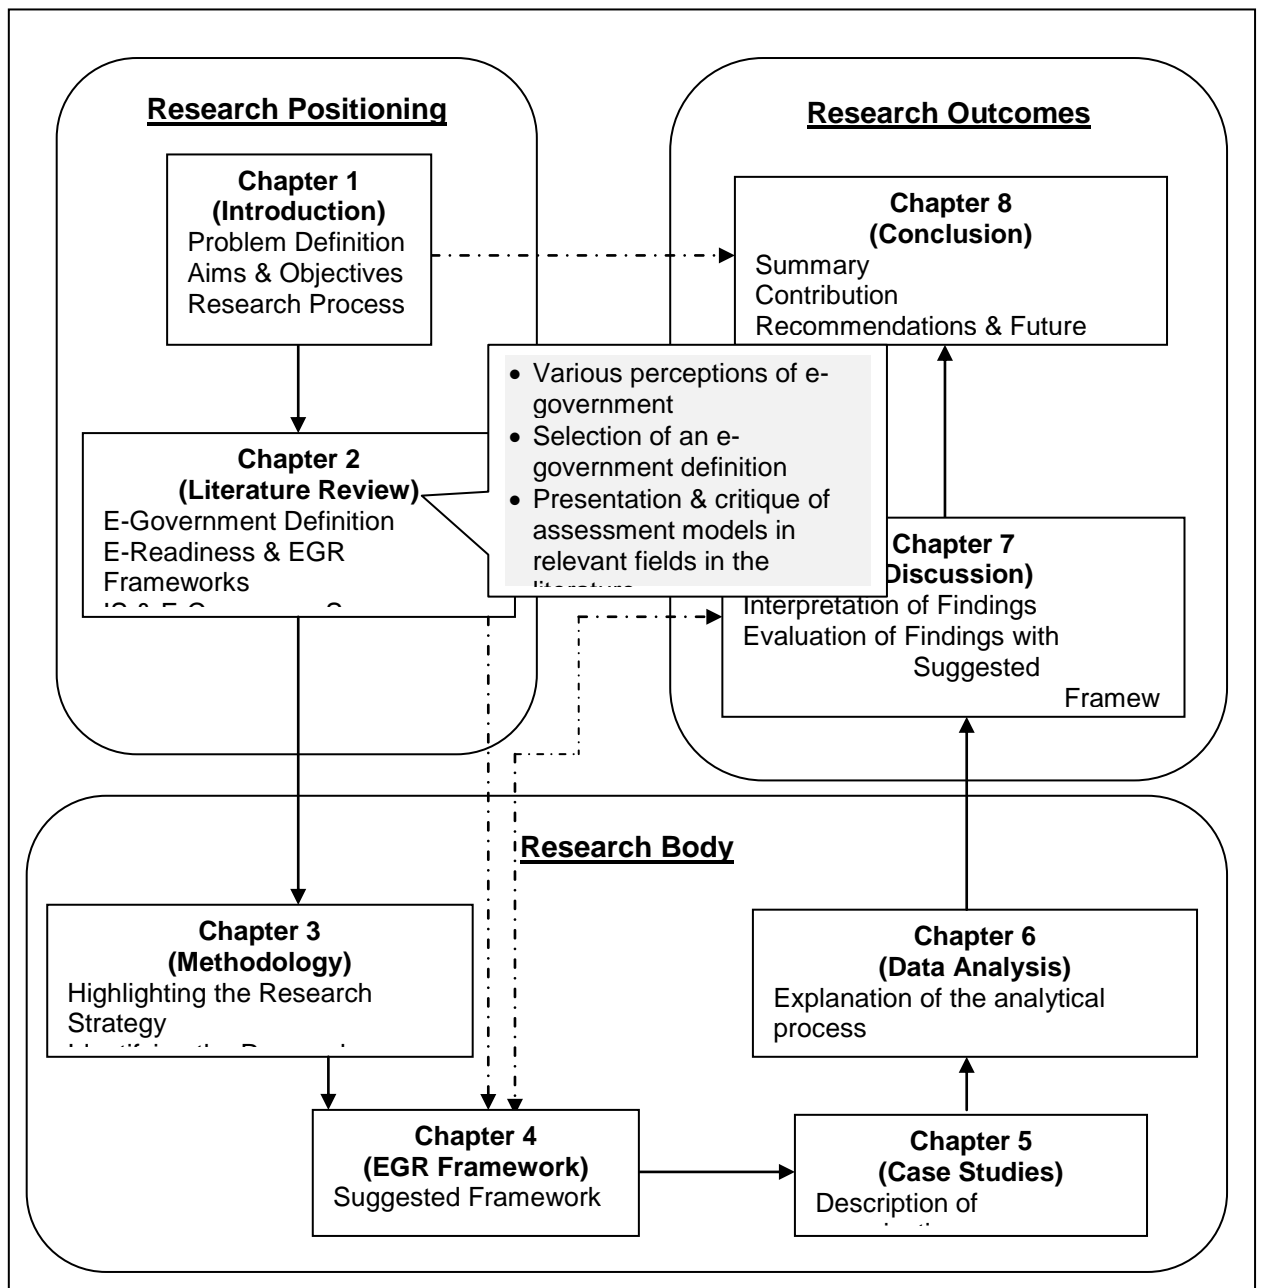 Research Positioning
Chapter 1
(Introduction)
Problem Definition
Aims & Objectives
Research Process
Research Outcomes
Chapter 8
(Conclusion)
Summary
Contribution
Recommendations & Future
Chapter 2
(Literature Review)
E-Government Definition
E-Readiness & EGR
Frameworks
• Various perceptions of e-
government
• Selection of an e-
government definition
• Presentation & critique of
assessment models in
relevant fields in the
Chapter 7
Discussion)
Interpretation of Findings
Evaluation of Findings with
Suggested
Framew
Research Body
Chapter 3
(Methodology)
Highlighting the Research
Strategy
Chapter 6
(Data Analysis)
Explanation of the analytical
process
Chapter 4
(EGR Framework)
Suggested Framework
Chapter 5
(Case Studies)
Description of